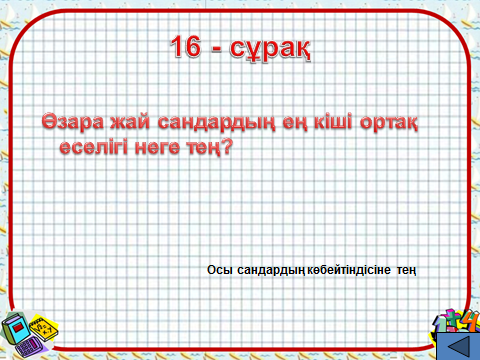 16 - сұрақ
Өзара жай сандардың ең кіші ортақ
еселігі неге тең?
Осы сандардың көбейтіндісіне тең